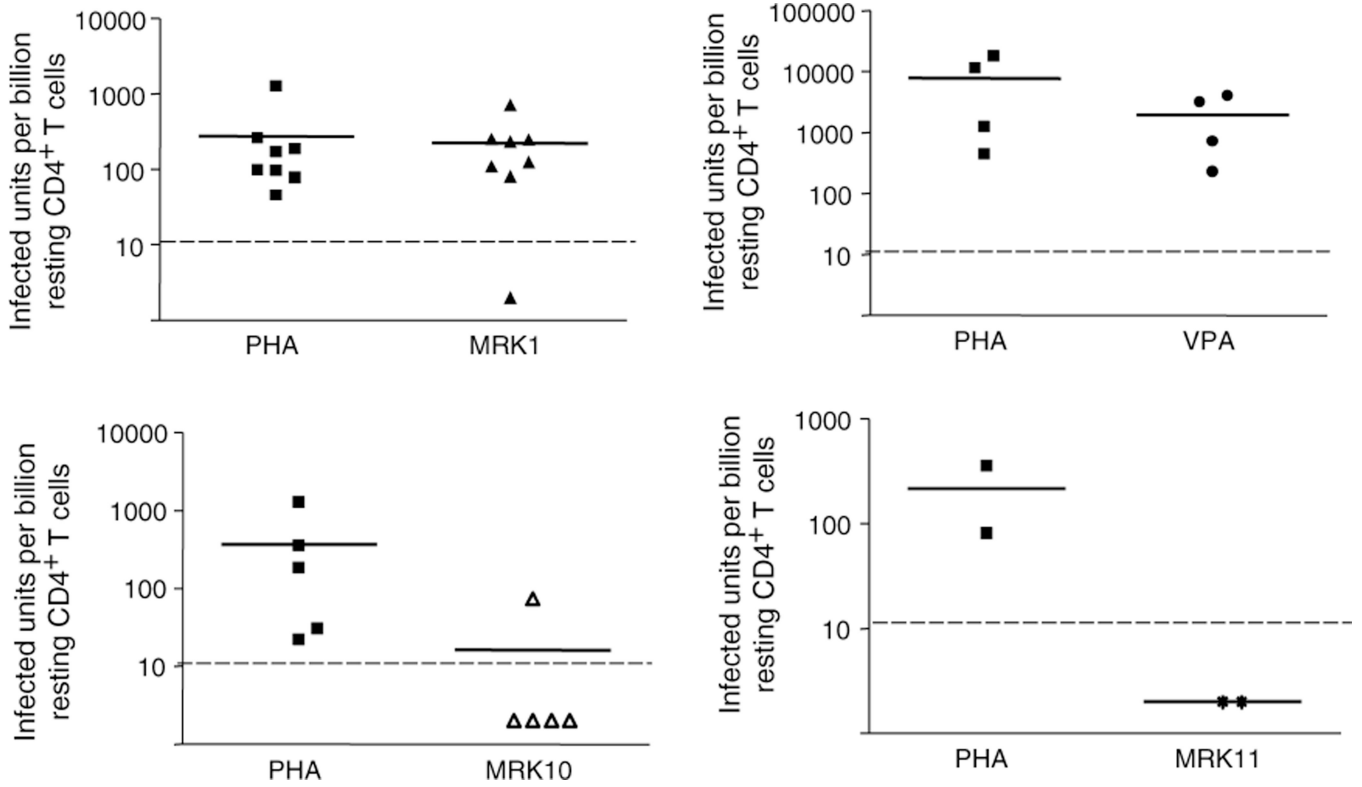 Infected units per billion
resting CD4+ T cells
10000
1000
100
10
PHA
MRK1
Infected units per billion
resting CD4+ T cells
100000
10000
1000
100
10
PHA
VPA
Infected units per billion
resting CD4+ T cells
10000
1000
100
10
PHA
MRK10
Infected units per billion
resting CD4+ T cells
1000
100
10
PHA
MRK11